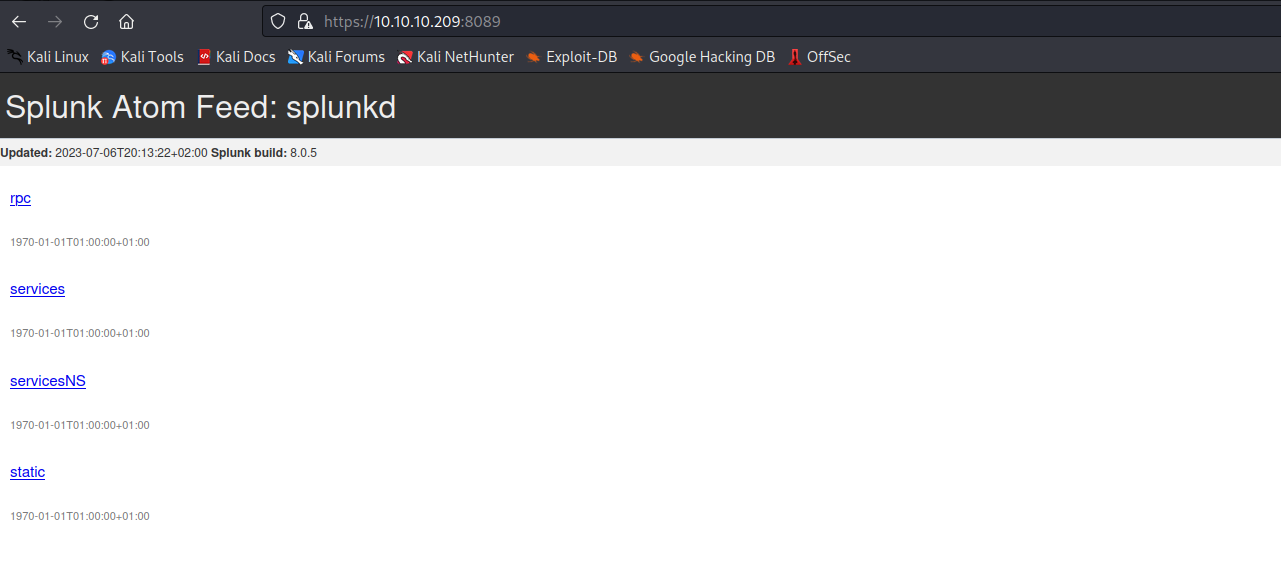 https://10.10.10.209:8089
Kali Linux Kali Tools Kali Docs Kali Forums Kali NetHunter Exploit-DB Google Hacking DB OffSec
Splunk Atom Feed: splunkd
Updated: 2023-07-06T20:13:22+02:00 Splunk build: 8.0.5
rpc
1970-01-01T01:00:00+01:00
services
1970-01-01T01:00:00+01:00
servicesNS
1970-01-01T01:00:00+01:00
static
1970-01-01T01:00:00+01:00